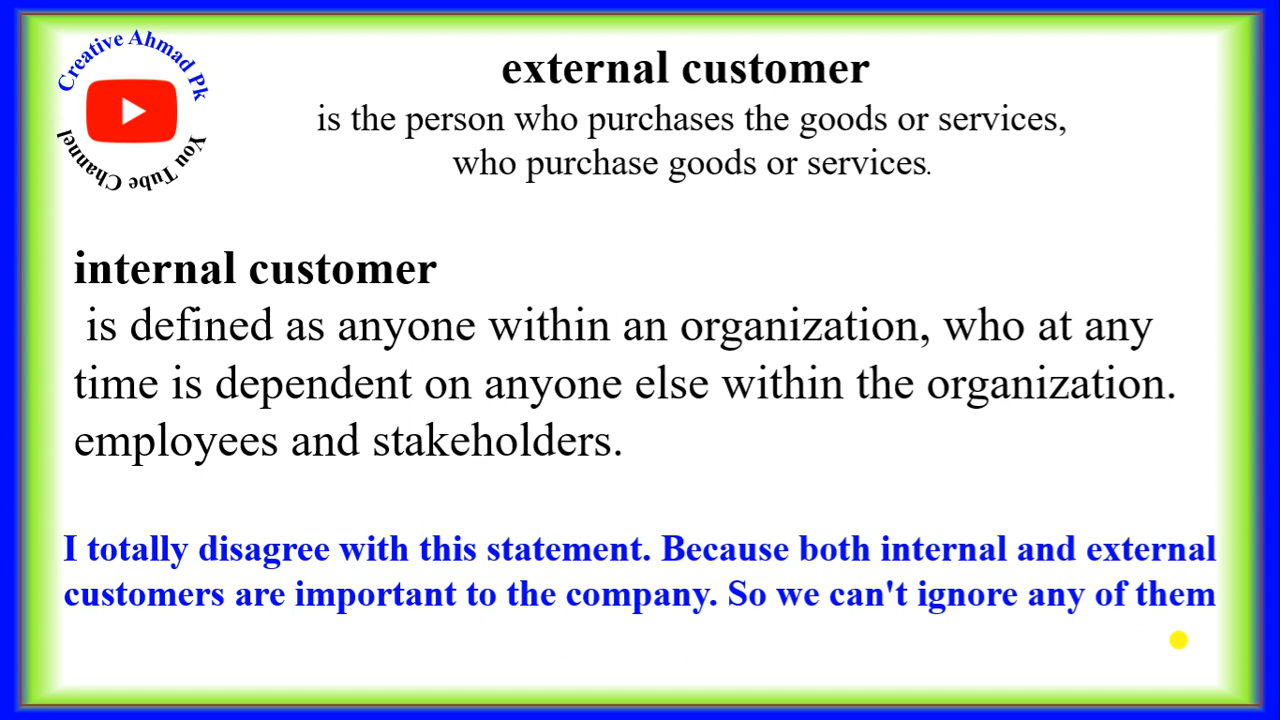 Creative Ahmad Pk
You Tube Channel
external customer
is the person who purchases the goods or services,
who purchase goods or services.
internal customer
is defined as anyone within an organization, who at any
time is dependent on anyone else within the organization.
employees and stakeholders.
I totally disagree with this statement. Because both internal and external
customers are important to the company. So we can't ignore any of them